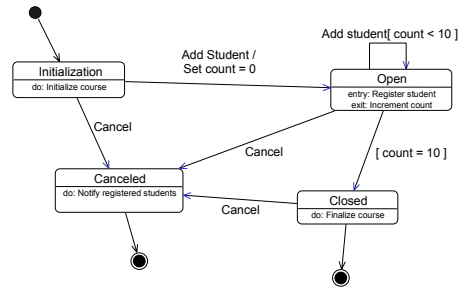 Add student[ count < 10 ]
Add Student /
Set count = 0
Initialization
do: Initialize course
Open
entry: Register student
exit: Increment count
Cancel
Cancel
[ count = 10 ]
Canceled
do: Notify registered students
Cancel
Closed
do: Finalize course